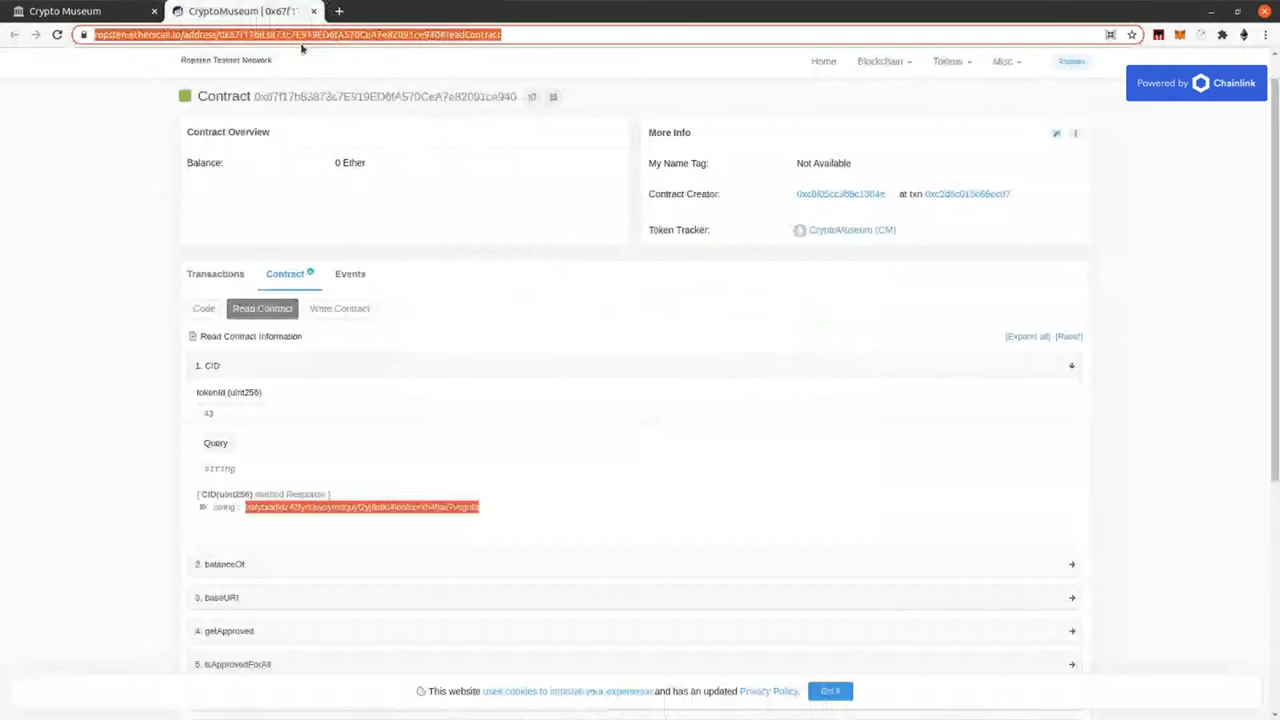 Crypto Museum
CryptoMuseum | 0x67f17
Ropsten Testnet Network
Home Blockchain Tokens Misc Ropsten
Powered by Chainlink
Contract 0x67f17b83873c7E919ED6fA570CeA7e82091ce940
Contract Overview
Balance: 0 Ether
More Info
My Name Tag: Not Available
Contract Creator: at txn
Token Tracker: CryptoMuseum (CM)
Transactions Contract Events
Code Read Contract Write Contract
Read Contract Information
[Expand all] [Reset]
1. CID
tokenId (uint256)
43
Query
string
[ CID(uint256) method Response ]
string :
2. balanceOf
3. baseURI
4. getApproved
5. isApprovedForAll
This website uses cookies to improve your experience and has an updated Privacy Policy. Got It